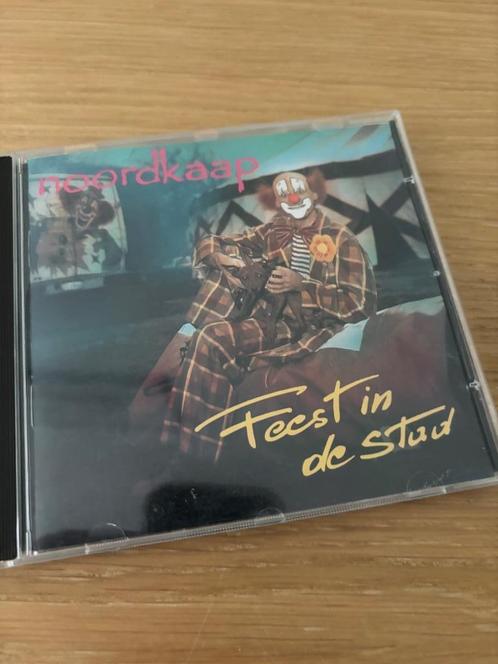 noordkaap
Feest in
de stad